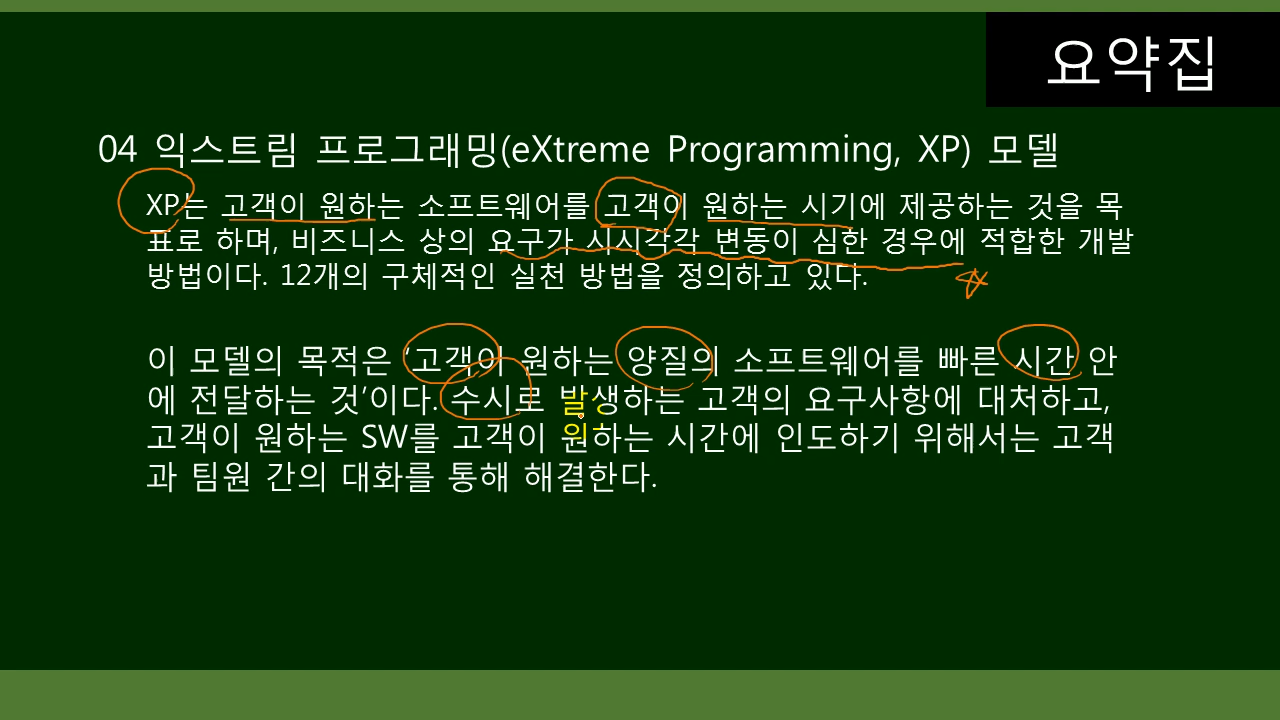 요약집
04 익스트림 프로그래밍(eXtreme Programming, XP) 모델
XP는 고객이 원하는 소프트웨어를 고객이 원하는 시기에 제공하는 것을 목
표로 하며, 비즈니스 상의 요구가 시시각각 변동이 심한 경우에 적합한 개발
방법이다. 12개의 구체적인 실천 방법을 정의하고 있다.
이 모델의 목적은 ‘고객이 원하는 양질의 소프트웨어를 빠른 시간 안
에 전달하는 것’이다. 수시로 발생하는 고객의 요구사항에 대처하고,
고객이 원하는 SW를 고객이 원하는 시간에 인도하기 위해서는 고객
과 팀원 간의 대화를 통해 해결한다.